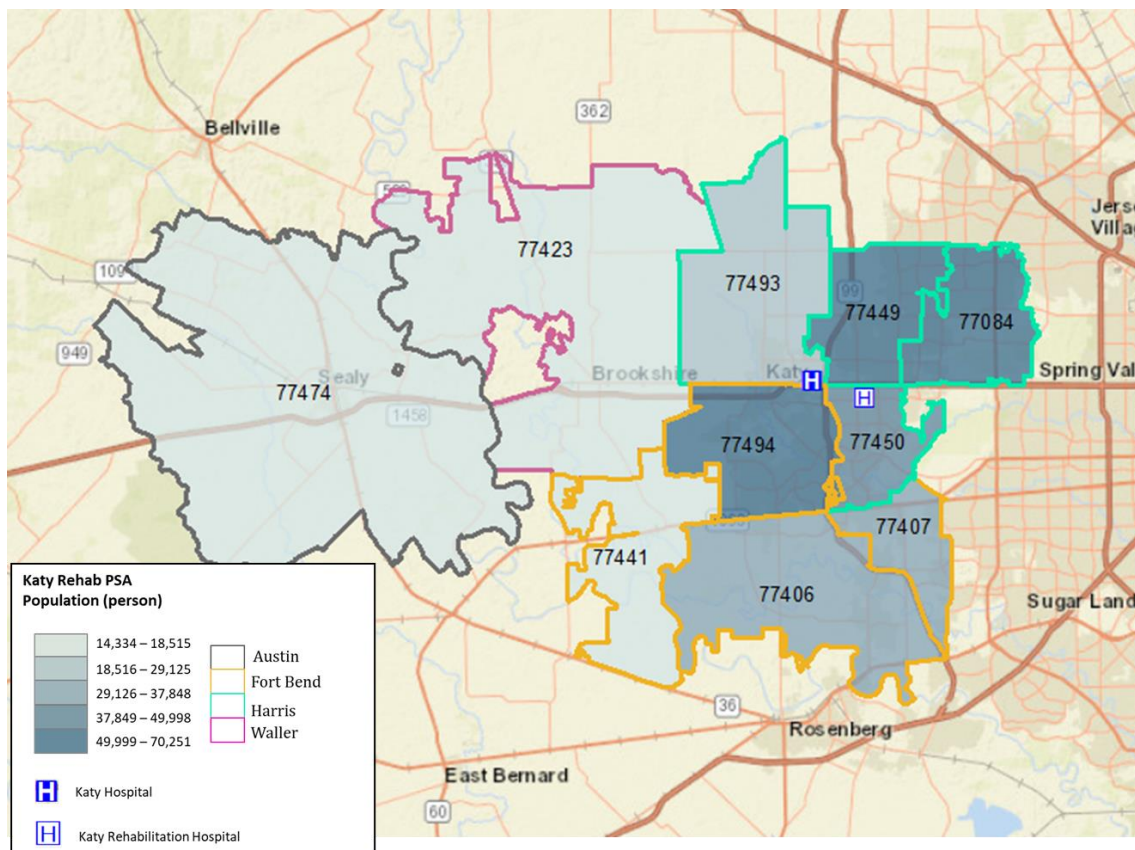 Bellville
362
Jersey
Village
109
77423
77493
99
77449
77084
949
77474
Sealy
Brookshire
Katy
Spring Val
1458
77494
77450
77407
77441
77406
Sugar Land
36
Rosenberg
East Bernard
60
Katy Rehab PSA
Population (person)
14,334 – 18,515
18,516 – 29,125
29,126 – 37,848
37,849 – 49,998
49,999 – 70,251
Austin
Fort Bend
Harris
Waller
H Katy Hospital
H Katy Rehabilitation Hospital
H
H